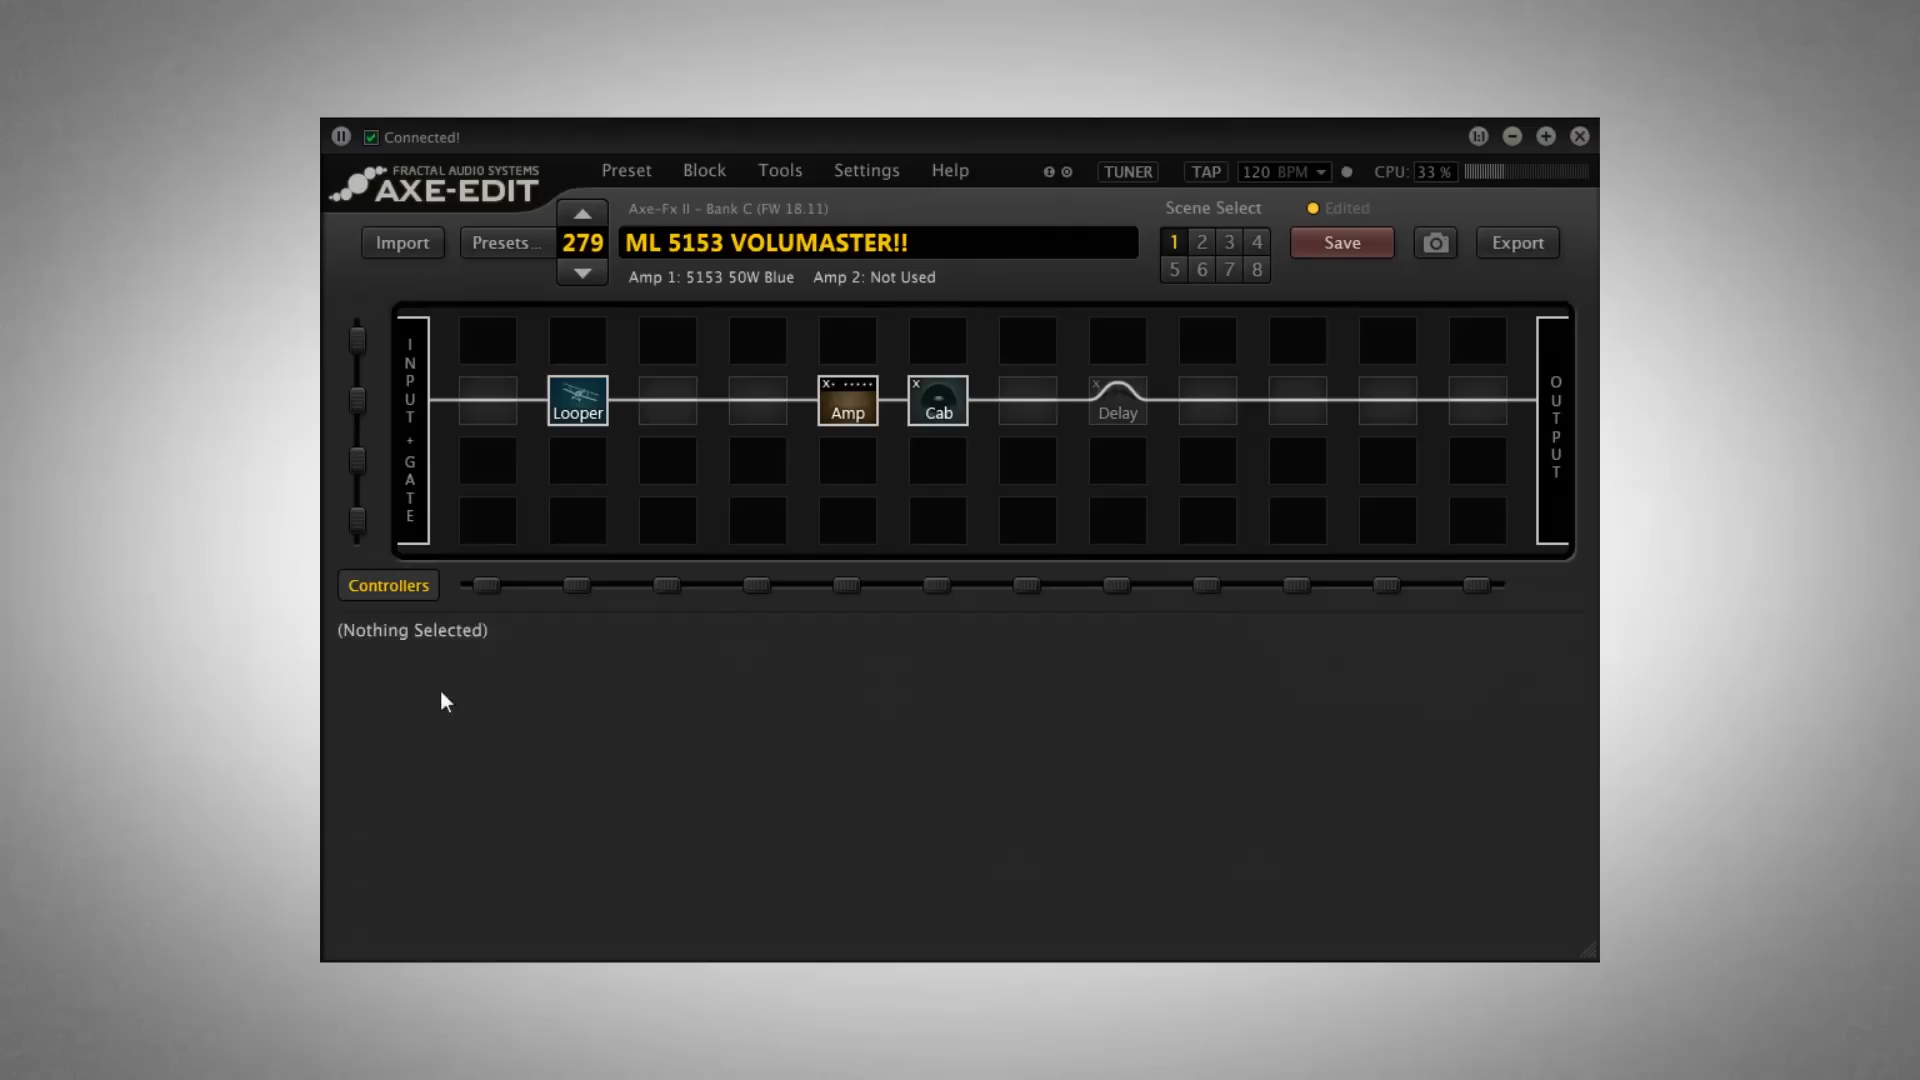 Connected!
FRACTAL AUDIO SYSTEMS
AXE-EDIT
Preset Block Tools Settings Help
TUNER TAP 120 BPM CPU: 33 %
Axe-Fx II - Bank C (FW 18.11)
Scene Select Edited
Import Presets... 279 ML 5153 VOLUMASTER!! 1 2 3 4 Save Export
5 6 7 8
Amp 1: 5153 50W Blue Amp 2: Not Used
INPUT + GATE
Looper
X Amp
X Cab
X Delay
OUTPUT
Controllers
(Nothing Selected)